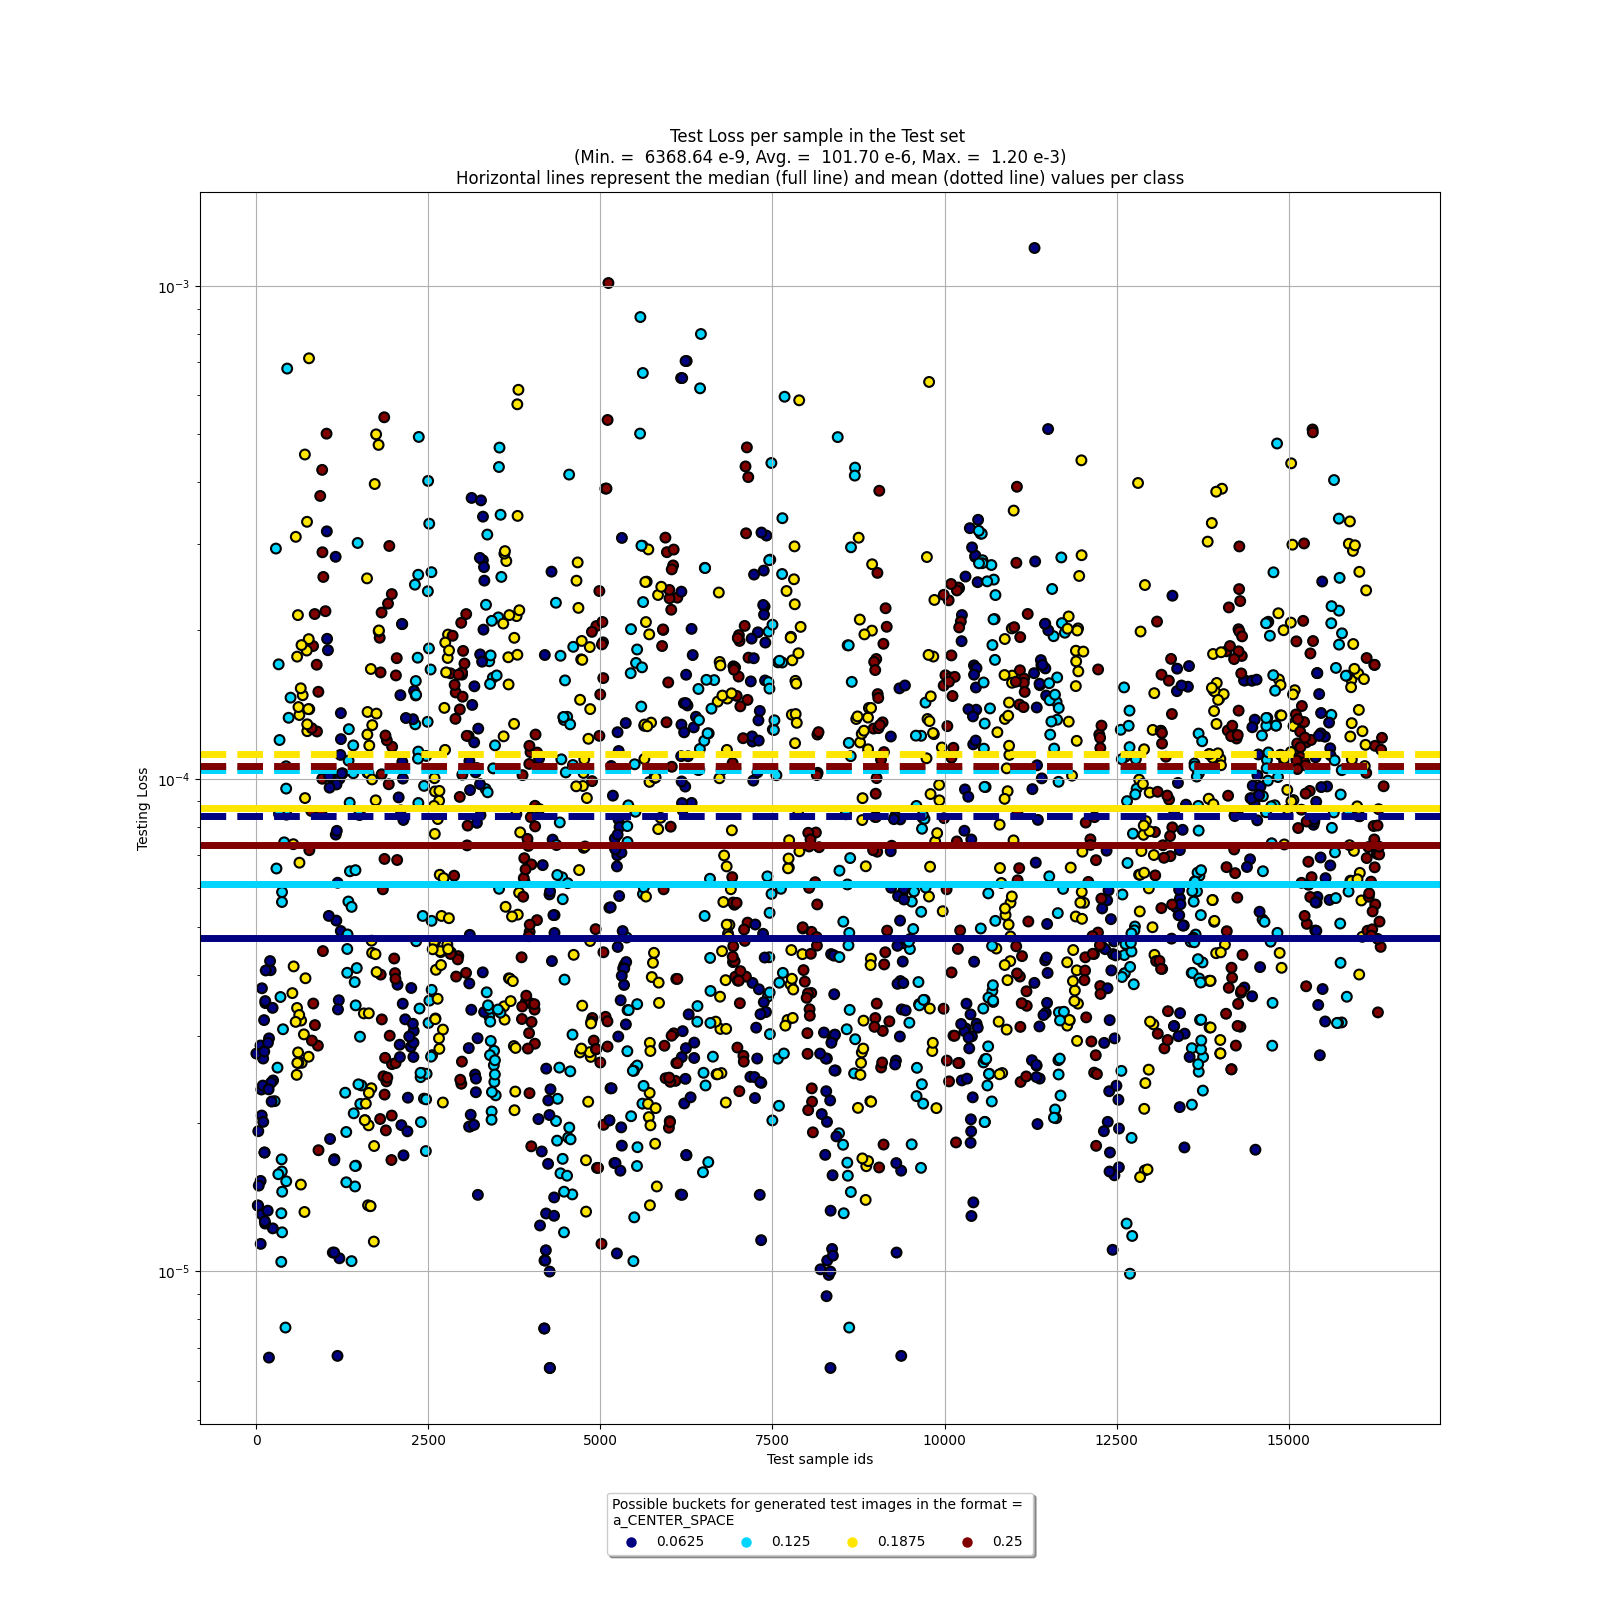 Test Loss per sample in the Test set
(Min. = 6368.64 e-9, Avg. = 101.70 e-6, Max. = 1.20 e-3)
Horizontal lines represent the median (full line) and mean (dotted line) values per class
10⁻³
10⁻⁴
10⁻⁵
Testing Loss
0 2500 5000 7500 10000 12500 15000
Test sample ids
Possible buckets for generated test images in the format =
a_CENTER_SPACE
0.0625 0.125 0.1875 0.25